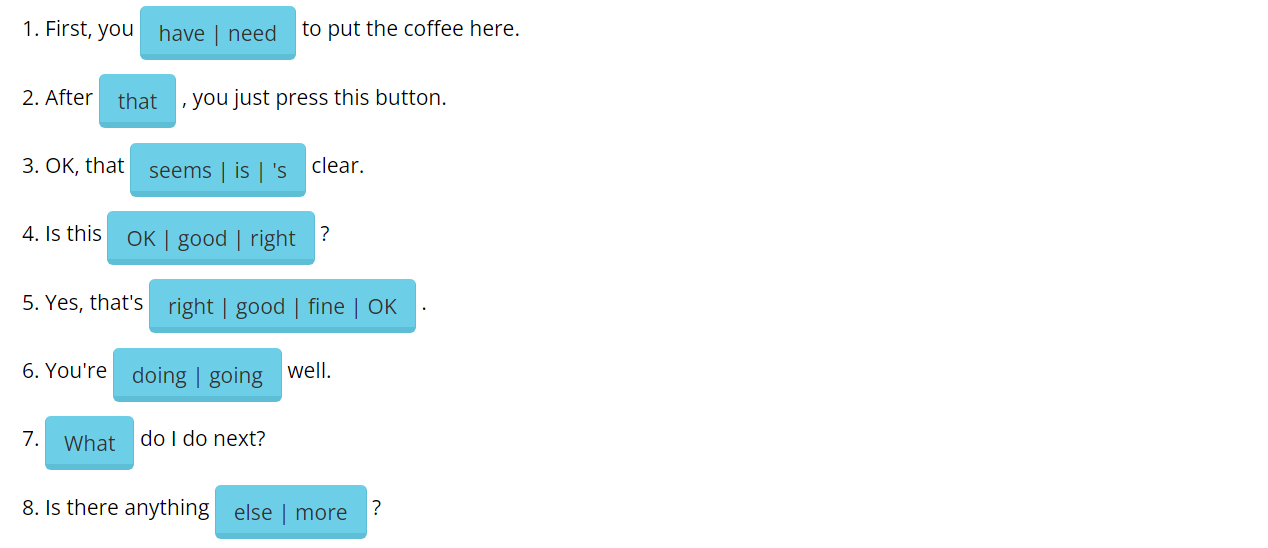 1. First, you have | need to put the coffee here.
2. After that , you just press this button.
3. OK, that seems | is | 's clear.
4. Is this OK | good | right ?
5. Yes, that's right | good | fine | OK .
6. You're doing | going well.
7. What do I do next?
8. Is there anything else | more ?